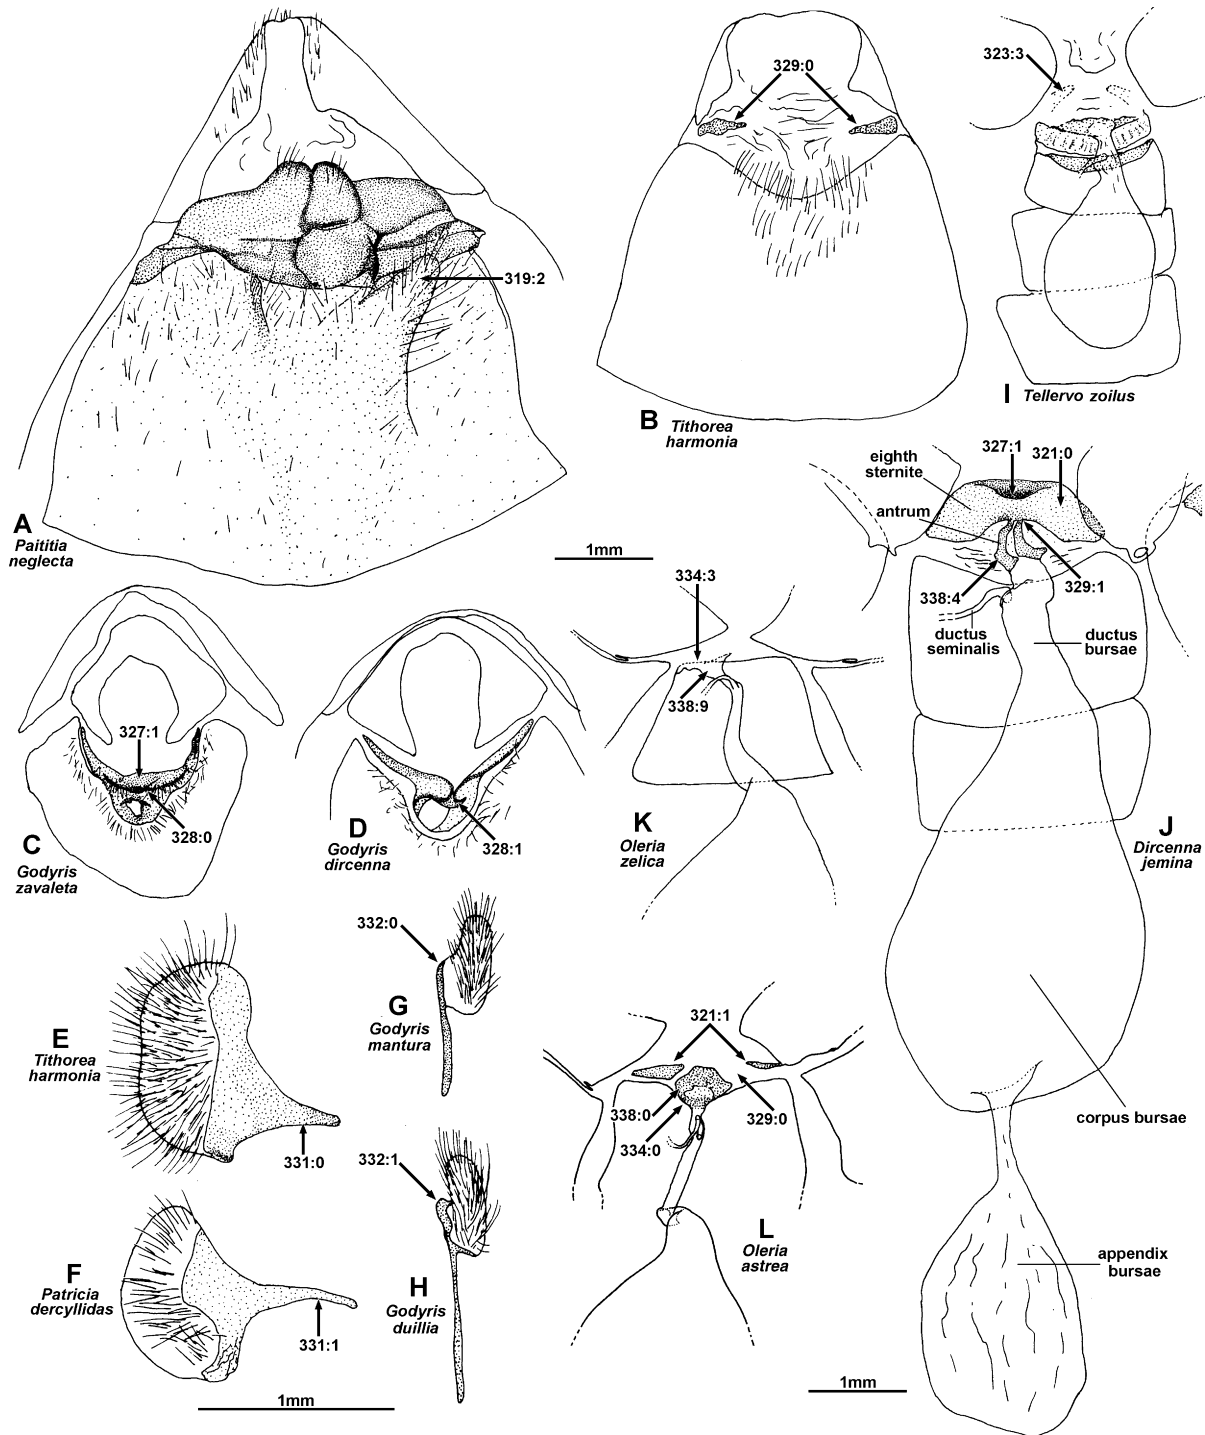 319:2
A
Paititia
neglecta
329:0
B
Tithorea
harmonia
323:3
I Tellervo zoilus
1mm
327:1
328:0
C
Godyris
zavaleta
D
Godyris
dircenna
328:1
334:3
338:9
K
Oleria
zelica
eighth
sternite
327:1 321:0
antrum
338:4
329:1
ductus
seminalis
ductus
bursae
J
Dircenna
jemina
corpus bursae
appendix
bursae
E
Tithorea
harmonia
331:0
F
Patricia
dercyllidas
331:1
1mm
332:0
G
Godyris
mantura
332:1
H
Godyris
duillia
321:1
338:0
329:0
334:0
L
Oleria
astrea
1mm